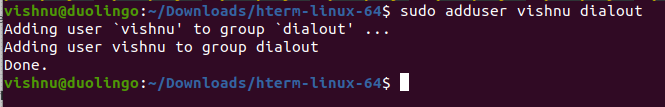 vishnu@duolingo:~/Downloads/hterm-linux-64$ sudo adduser vishnu dialout
Adding user `vishnu' to group `dialout' ...
Adding user vishnu to group dialout
Done.
vishnu@duolingo:~/Downloads/hterm-linux-64$